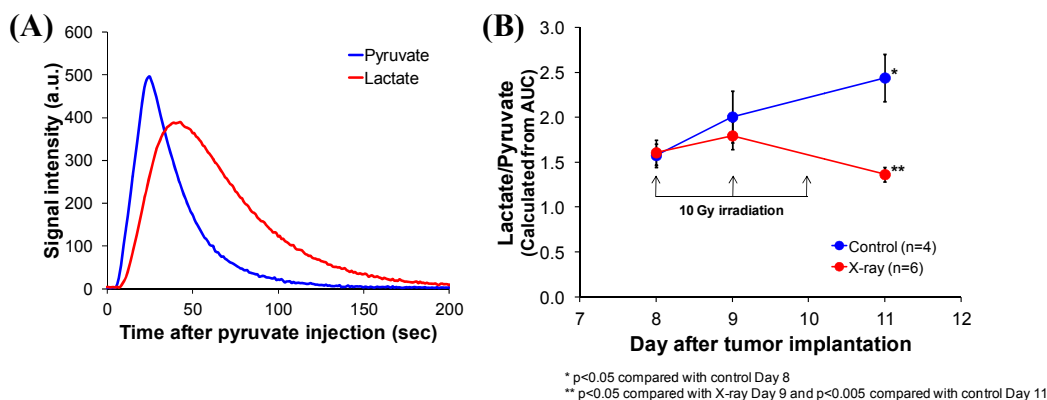 (A)
Signal intensity (a.u.)
600
500
400
300
200
100
0
Pyruvate
Lactate
0 50 100 150 200
Time after pyruvate injection (sec)
(B)
Lactate/Pyruvate
(Calculated from AUC)
3.0
2.5
2.0
1.5
1.0
0.5
0.0
*
**
10 Gy irradiation
Control (n=4)
X-ray (n=6)
7 8 9 10 11 12
Day after tumor implantation
* p<0.05 compared with control Day 8
** p<0.05 compared with X-ray Day 9 and p<0.005 compared with control Day 11